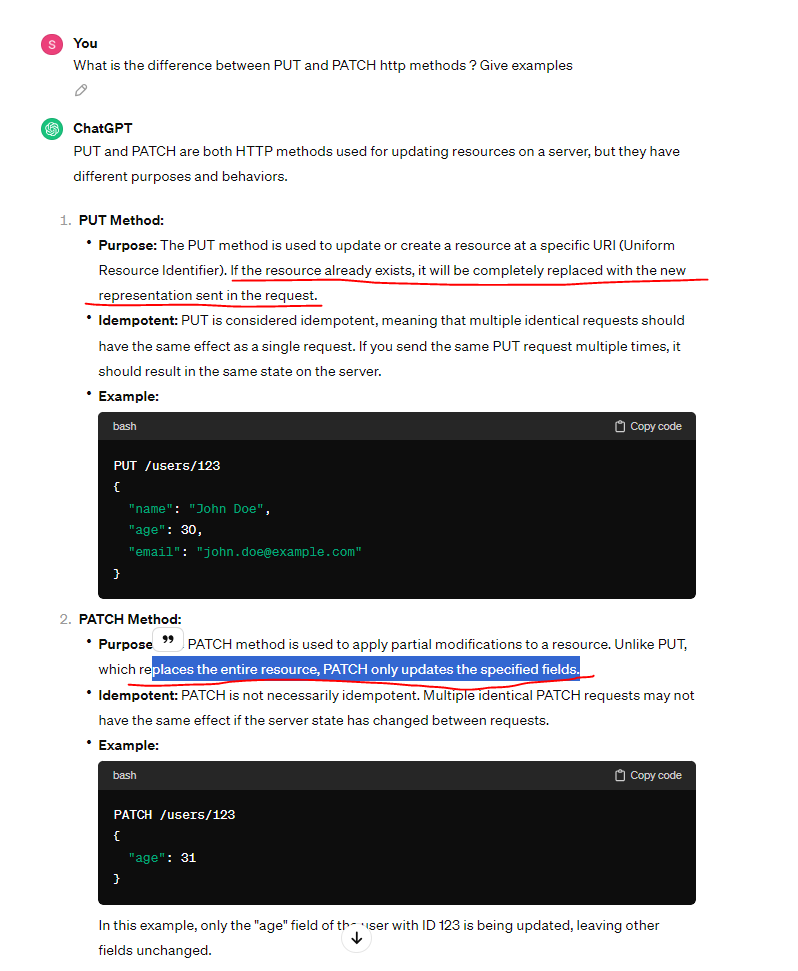 S
You
What is the difference between PUT and PATCH http methods ? Give examples
ChatGPT
PUT and PATCH are both HTTP methods used for updating resources on a server, but they have
different purposes and behaviors.
1. PUT Method:
• Purpose: The PUT method is used to update or create a resource at a specific URI (Uniform
Resource Identifier). If the resource already exists, it will be completely replaced with the new
representation sent in the request.
• Idempotent: PUT is considered idempotent, meaning that multiple identical requests should
have the same effect as a single request. If you send the same PUT request multiple times, it
should result in the same state on the server.
• Example:
bash Copy code
PUT /users/123
{
"name": "John Doe",
"age": 30,
"email": "john.doe@example.com"
}
2. PATCH Method:
• Purpose PATCH method is used to apply partial modifications to a resource. Unlike PUT,
which replaces the entire resource, PATCH only updates the specified fields.
• Idempotent: PATCH is not necessarily idempotent. Multiple identical PATCH requests may not
have the same effect if the server state has changed between requests.
• Example:
bash Copy code
PATCH /users/123
{
"age": 31
}
In this example, only the "age" field of the user with ID 123 is being updated, leaving other
fields unchanged.